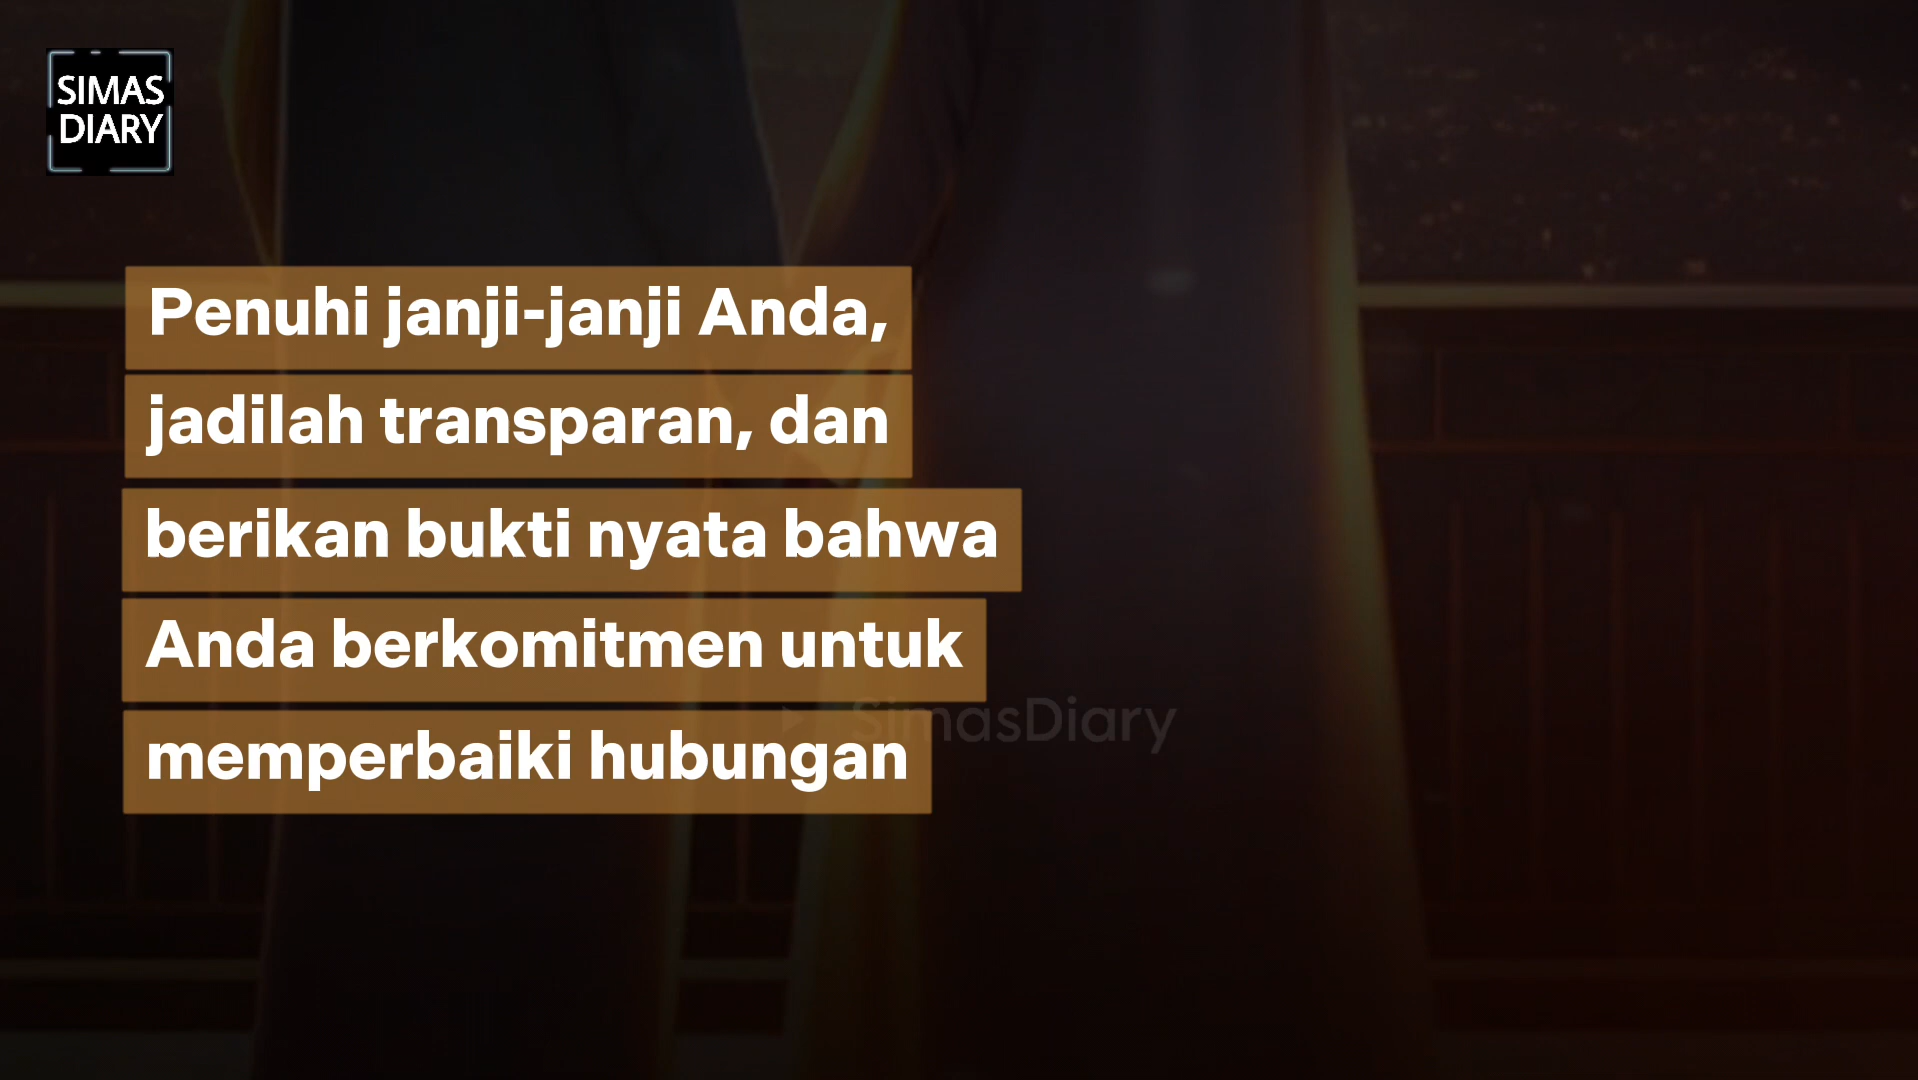 SIMAS
DIARY
Penuhi janji-janji Anda,
jadilah transparan, dan
berikan bukti nyata bahwa
Anda berkomitmen untuk
SimasDiary
memperbaiki hubungan